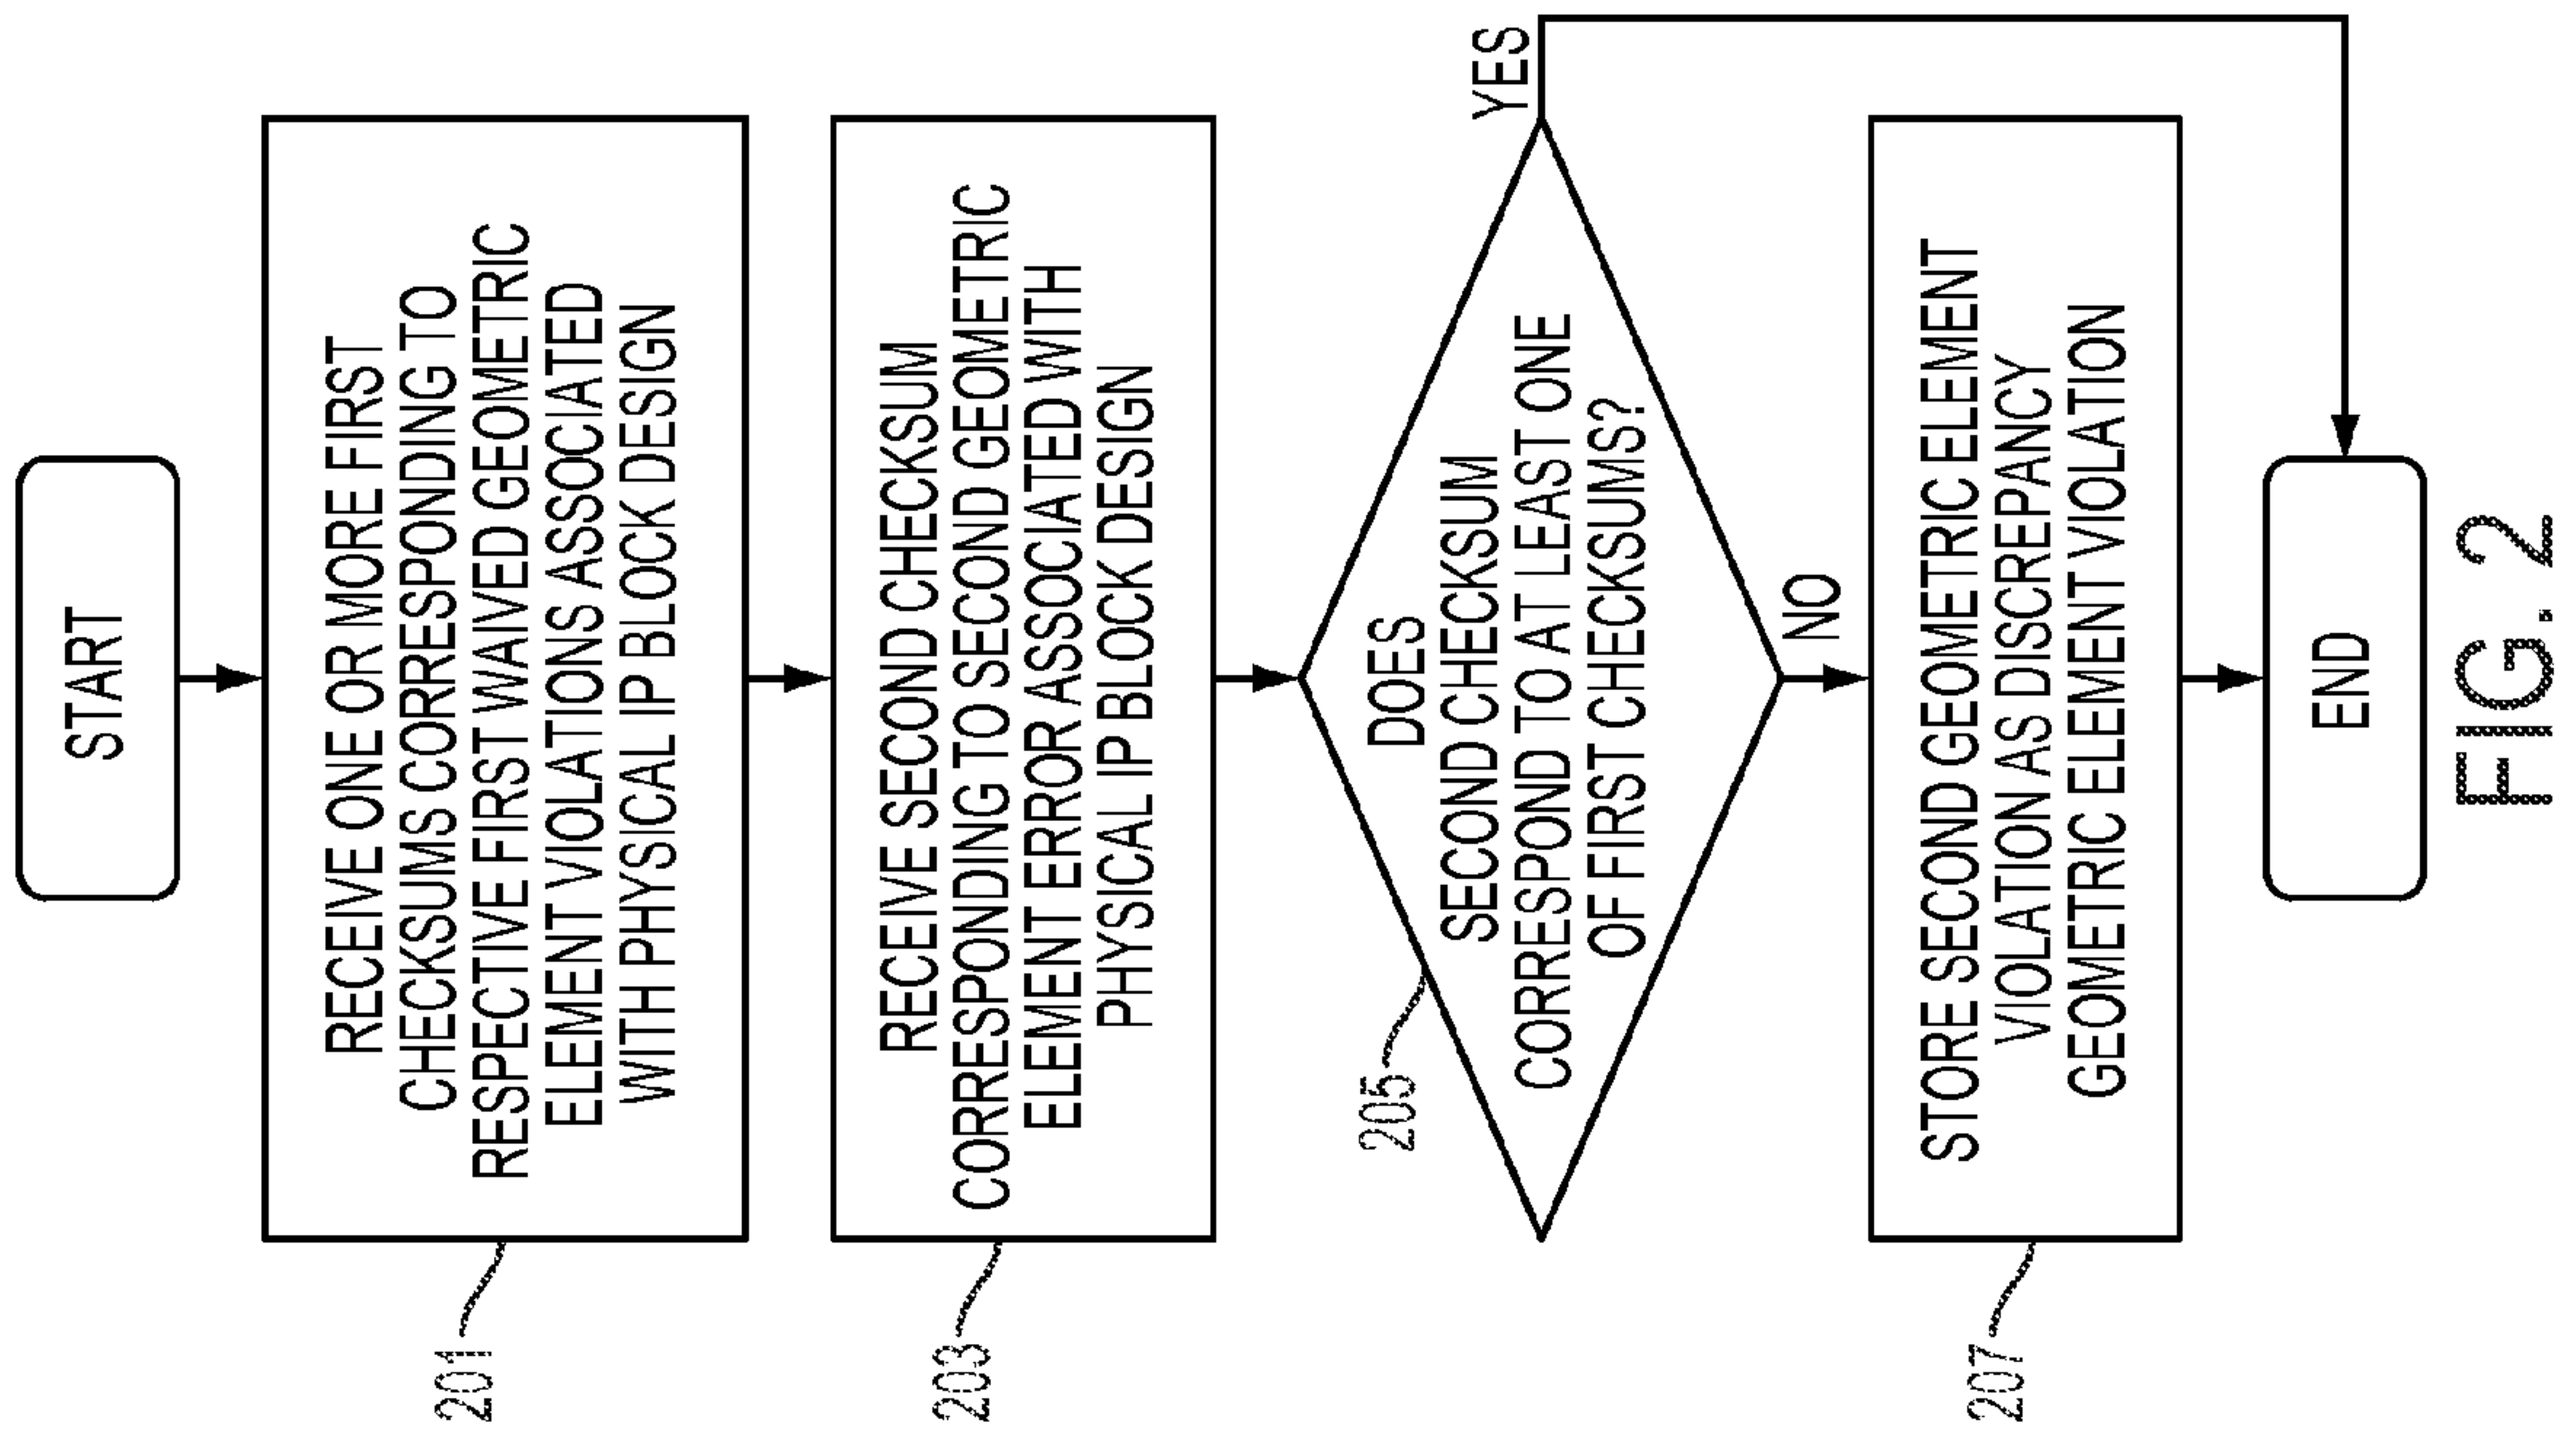 START
RECEIVE ONE OR MORE FIRST
CHECKSUMS CORRESPONDING TO
RESPECTIVE FIRST WAIVED GEOMETRIC
ELEMENT VIOLATIONS ASSOCIATED
WITH PHYSICAL IP BLOCK DESIGN
201
RECEIVE SECOND CHECKSUM
CORRESPONDING TO SECOND GEOMETRIC
ELEMENT ERROR ASSOCIATED WITH
PHYSICAL IP BLOCK DESIGN
203
DOES
SECOND CHECKSUM
CORRESPOND TO AT LEAST ONE
OF FIRST CHECKSUMS?
205
YES
NO
STORE SECOND GEOMETRIC ELEMENT
VIOLATION AS DISCREPANCY
GEOMETRIC ELEMENT VIOLATION
207
END
FIG. 2